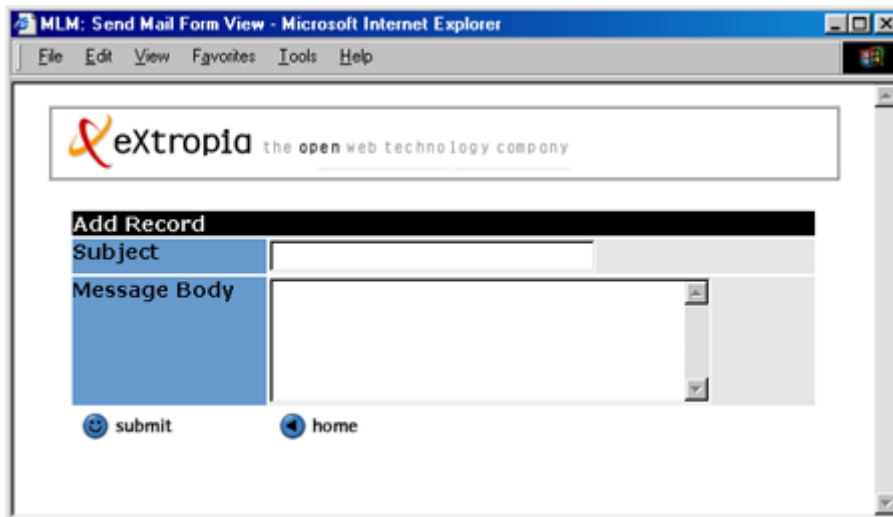 MLM: Send Mail Form View - Microsoft Internet Explorer
File Edit View Favorites Tools Help
eXtropia the open web technology company
Add Record
Subject
Message Body
submit home